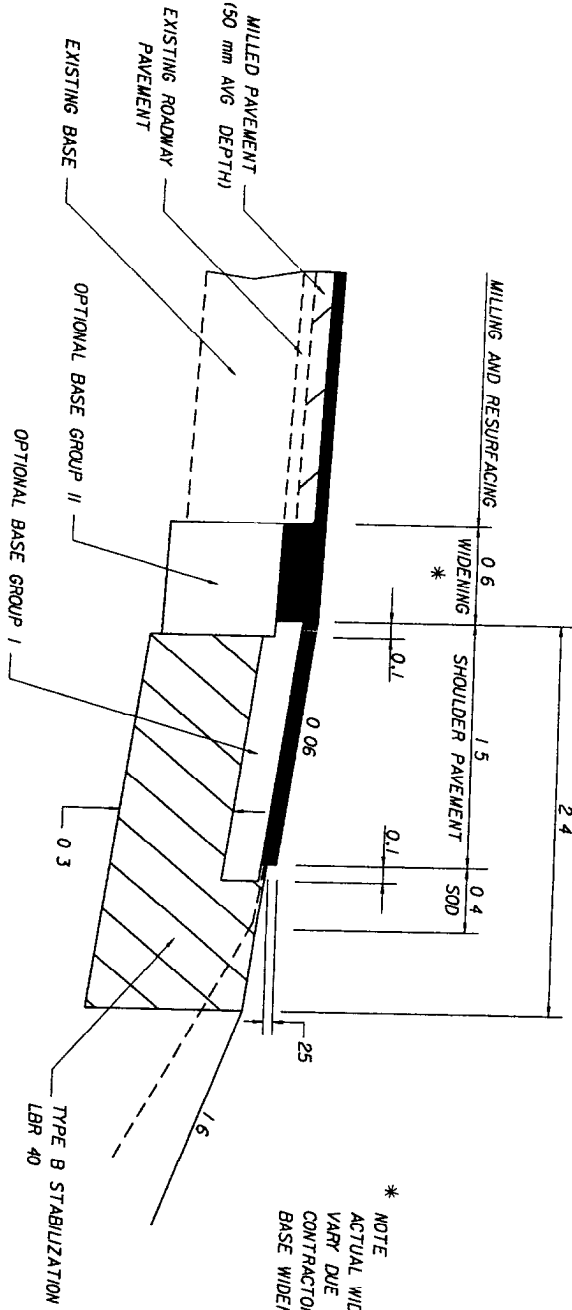 MILLING AND RESURFACING
0 6
WIDENING
*
0.1
SHOULDER PAVEMENT
1 5
2 4
0.1
0 4
SOD
0 06
25
1 6
0 3
MILLED PAVEMENT
(50 mm AVG DEPTH)
EXISTING ROADWAY
PAVEMENT
EXISTING BASE
OPTIONAL BASE GROUP II
OPTIONAL BASE GROUP I
TYPE B STABILIZATION
LBR 40
* NOTE
ACTUAL WID
VARY DUE
CONTRACTO
BASE WIDE